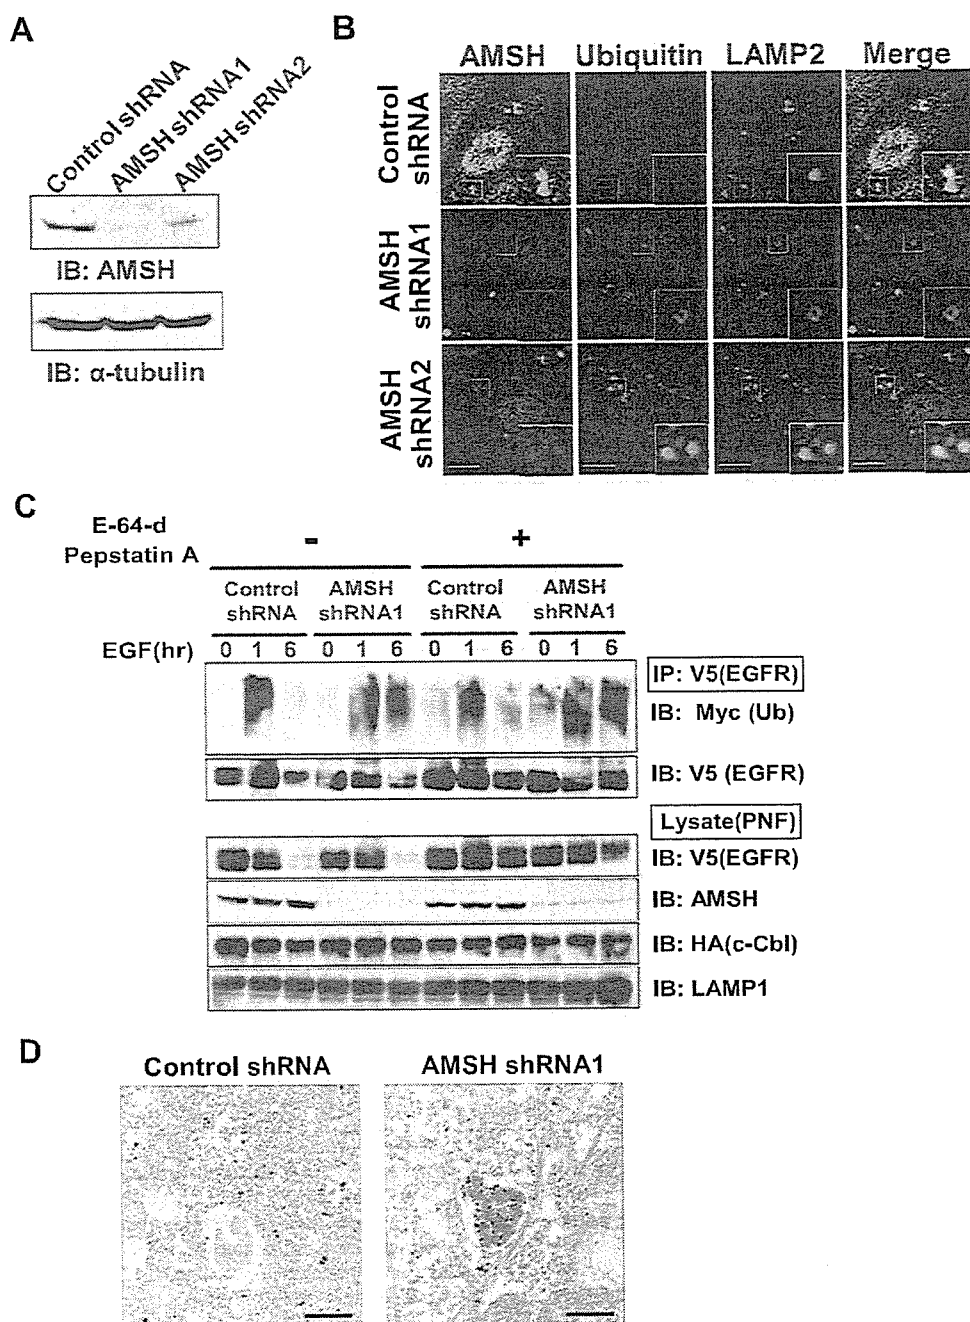 A
Control shRNA
AMSH shRNA1
AMSH shRNA2
IB: AMSH
IB: α-tubulin
B
AMSH Ubiquitin LAMP2 Merge
Control shRNA
AMSH shRNA1
AMSH shRNA2
C
E-64-d
Pepstatin A
- +
Control shRNA AMSH shRNA1 Control shRNA AMSH shRNA1
EGF(hr) 0 1 6 0 1 6 0 1 6 0 1 6
IP: V5(EGFR)
IB: Myc (Ub)
IB: V5 (EGFR)
Lysate(PNF)
IB: V5(EGFR)
IB: AMSH
IB: HA(c-Cbl)
IB: LAMP1
D
Control shRNA AMSH shRNA1